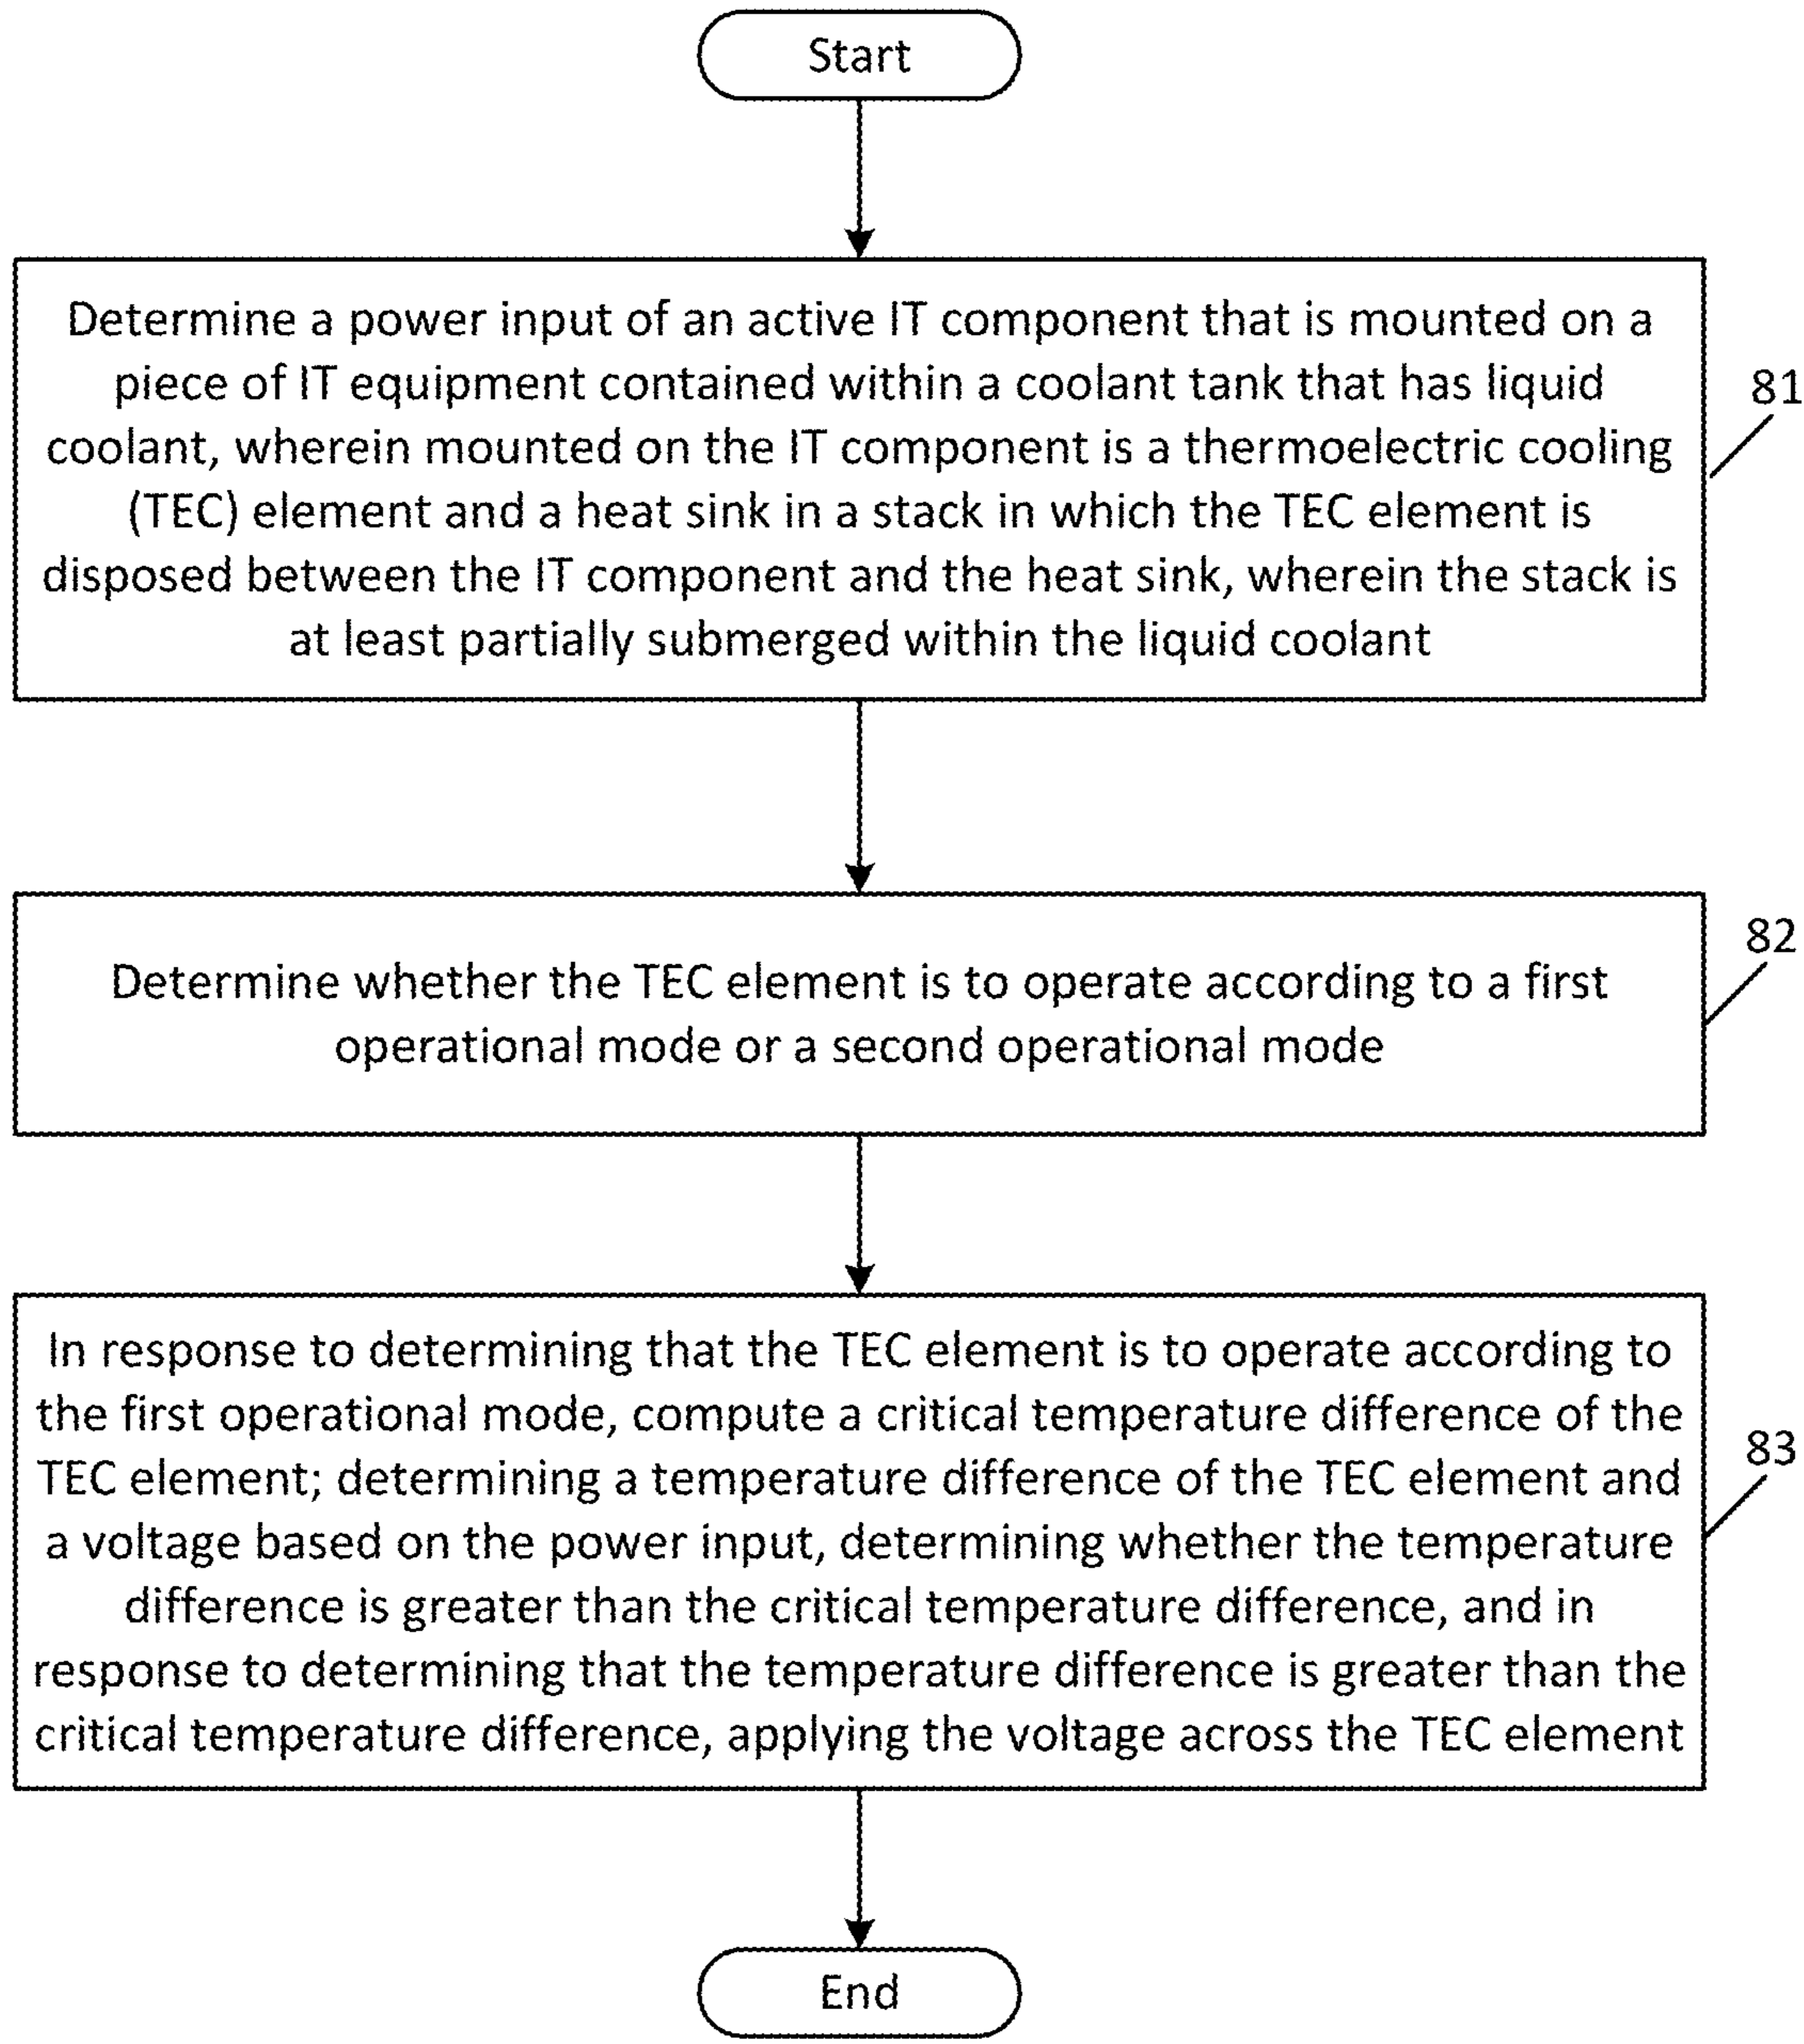 Start
Determine a power input of an active IT component that is mounted on a
piece of IT equipment contained within a coolant tank that has liquid
coolant, wherein mounted on the IT component is a thermoelectric cooling
(TEC) element and a heat sink in a stack in which the TEC element is
disposed between the IT component and the heat sink, wherein the stack is
at least partially submerged within the liquid coolant
81
Determine whether the TEC element is to operate according to a first
operational mode or a second operational mode
82
In response to determining that the TEC element is to operate according to
the first operational mode, compute a critical temperature difference of the
TEC element; determining a temperature difference of the TEC element and
a voltage based on the power input, determining whether the temperature
difference is greater than the critical temperature difference, and in
response to determining that the temperature difference is greater than the
critical temperature difference, applying the voltage across the TEC element
83
End